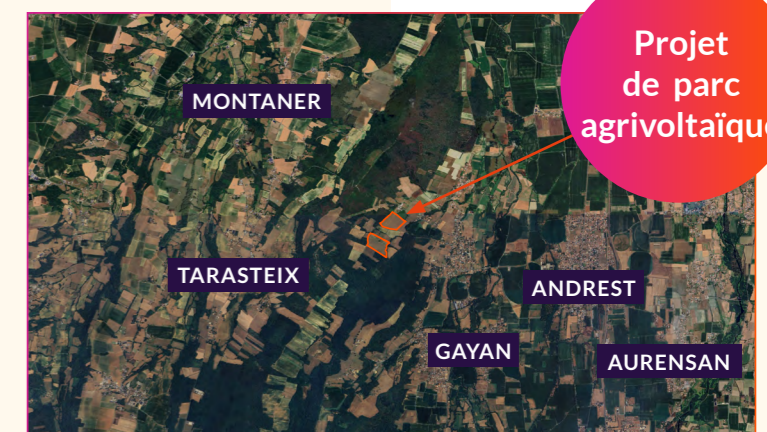 Projet
de parc
agrivoltaïque
MONTANER
TARASTEIX
ANDREST
GAYAN
AURENSAN